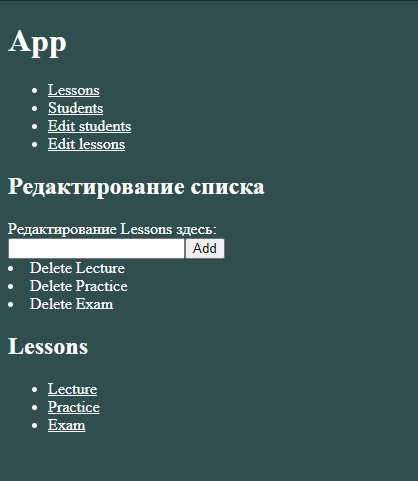 App
Lessons
Students
Edit students
Edit lessons
Редактирование списка
Редактирование Lessons здесь:
Add
Delete Lecture
Delete Practice
Delete Exam
Lessons
Lecture
Practice
Exam